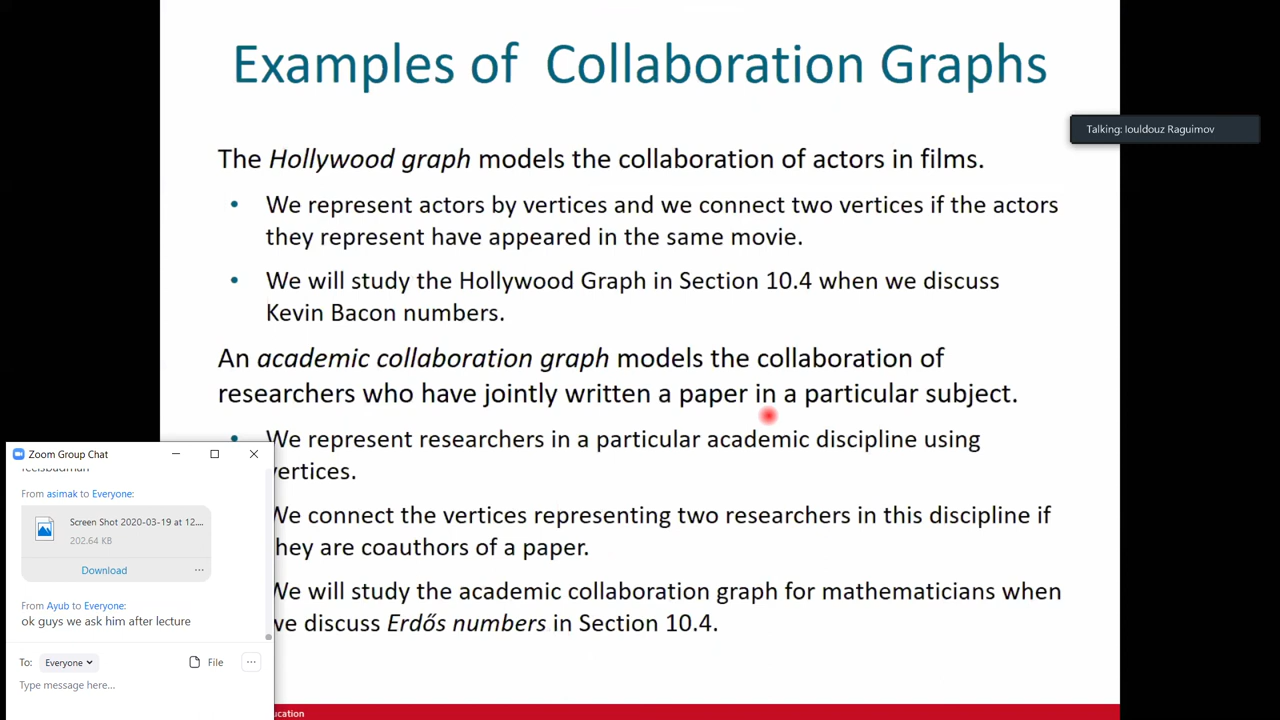 Examples of Collaboration Graphs
Talking: Iouldouz Raguimov
The Hollywood graph models the collaboration of actors in films.
• We represent actors by vertices and we connect two vertices if the actors
they represent have appeared in the same movie.
• We will study the Hollywood Graph in Section 10.4 when we discuss
Kevin Bacon numbers.
An academic collaboration graph models the collaboration of
researchers who have jointly written a paper in a particular subject.
• We represent researchers in a particular academic discipline using
vertices.
We connect the vertices representing two researchers in this discipline if
they are coauthors of a paper.
We will study the academic collaboration graph for mathematicians when
we discuss Erdős numbers in Section 10.4.
Zoom Group Chat
From asimak to Everyone:
Screen Shot 2020-03-19 at 12....
202.64 KB
Download
From Ayub to Everyone:
ok guys we ask him after lecture
To: Everyone
File
Type message here...